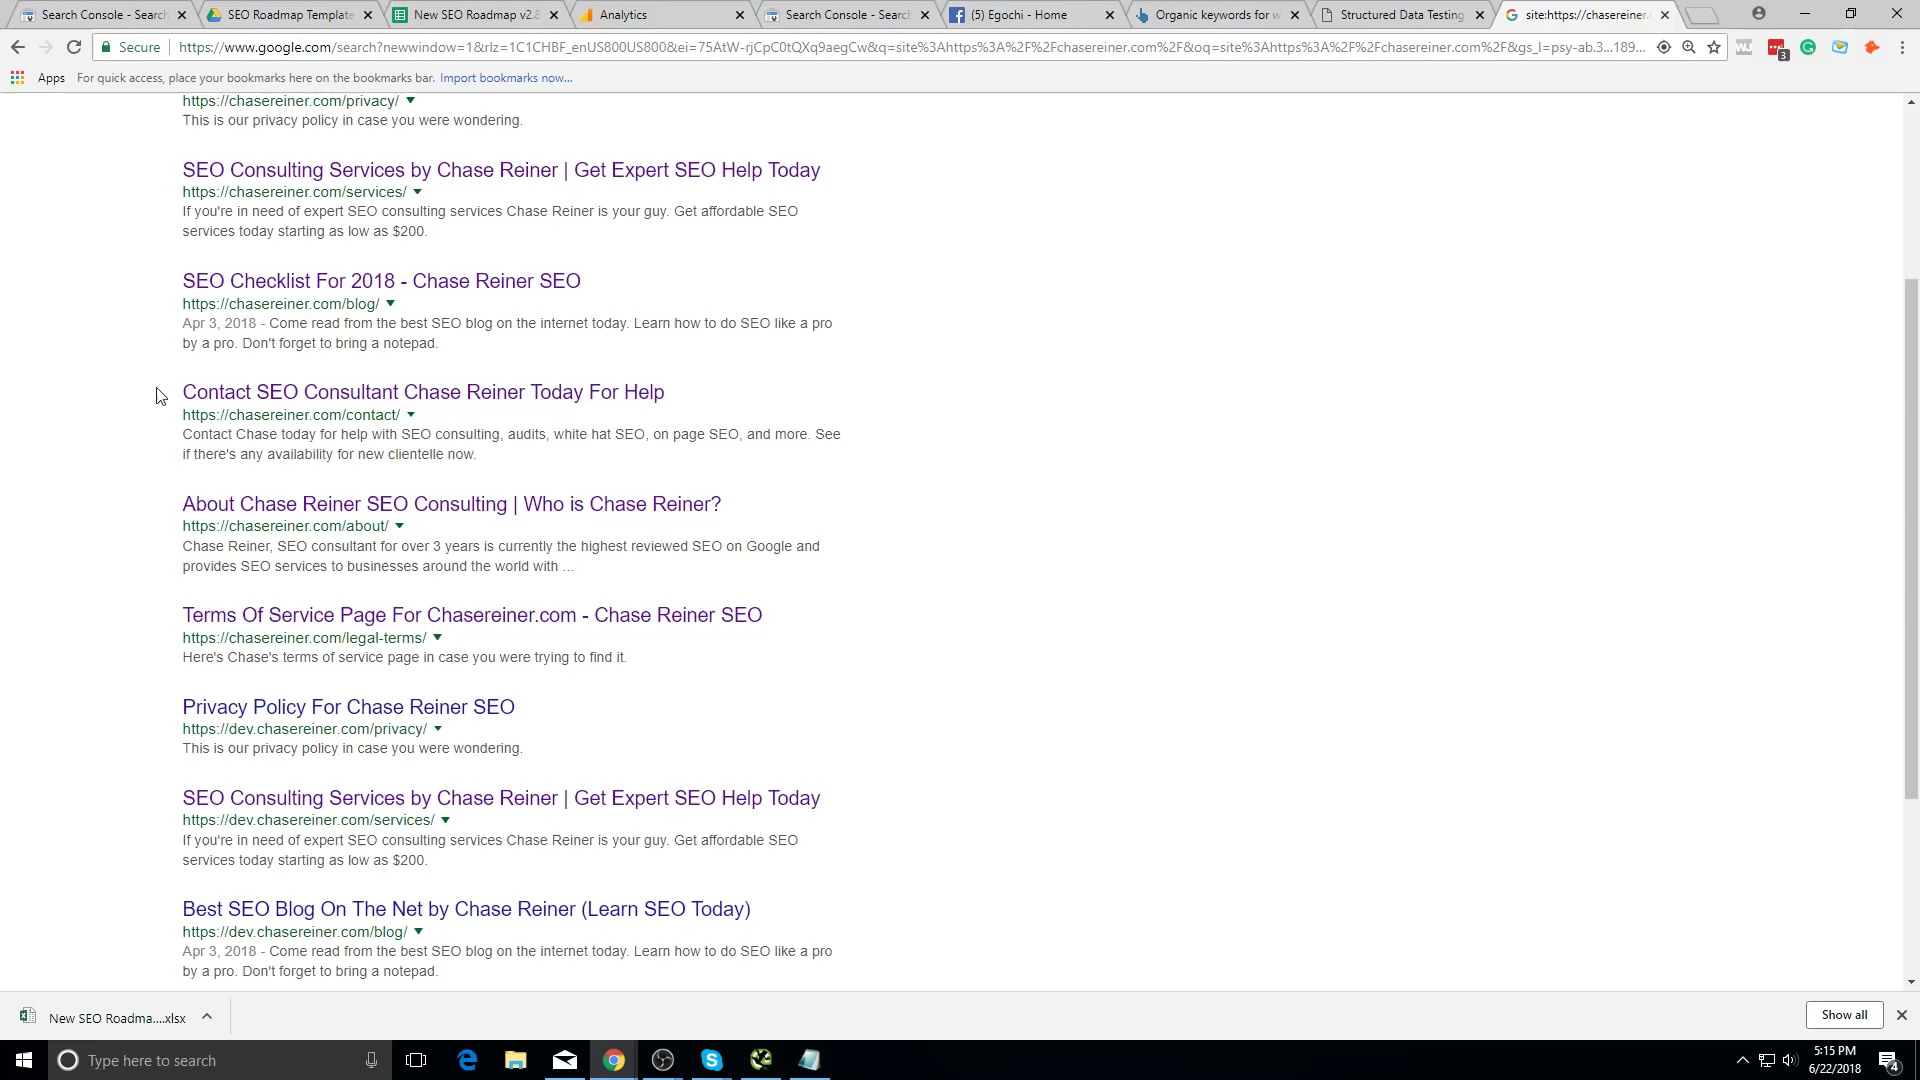 Search Console - Search
SEO Roadmap Template
New SEO Roadmap v2.8
Analytics
Search Console - Search
(5) Egochi - Home
Organic keywords for w
Structured Data Testing
site:https://chasereiner.
Secure
https://www.google.com/search?newwindow=1&rlz=1C1CHBF_enUS800US800&ei=75AtW-rjCpC0tQXq9aegCw&q=site%3Ahttps%3A%2F%2Fchasereiner.com%2F&oq=site%3Ahttps%3A%2F%2Fchasereiner.com%2F&gs_l=psy-ab.3...189...
3
Apps
For quick access, place your bookmarks here on the bookmarks bar. Import bookmarks now...
https://chasereiner.com/privacy/
This is our privacy policy in case you were wondering.
SEO Consulting Services by Chase Reiner | Get Expert SEO Help Today
https://chasereiner.com/services/
If you're in need of expert SEO consulting services Chase Reiner is your guy. Get affordable SEO
services today starting as low as $200.
SEO Checklist For 2018 - Chase Reiner SEO
https://chasereiner.com/blog/
Apr 3, 2018 - Come read from the best SEO blog on the internet today. Learn how to do SEO like a pro
by a pro. Don't forget to bring a notepad.
Contact SEO Consultant Chase Reiner Today For Help
https://chasereiner.com/contact/
Contact Chase today for help with SEO consulting, audits, white hat SEO, on page SEO, and more. See
if there's any availability for new clientelle now.
About Chase Reiner SEO Consulting | Who is Chase Reiner?
https://chasereiner.com/about/
Chase Reiner, SEO consultant for over 3 years is currently the highest reviewed SEO on Google and
provides SEO services to businesses around the world with ...
Terms Of Service Page For Chasereiner.com - Chase Reiner SEO
https://chasereiner.com/legal-terms/
Here's Chase's terms of service page in case you were trying to find it.
Privacy Policy For Chase Reiner SEO
https://dev.chasereiner.com/privacy/
This is our privacy policy in case you were wondering.
SEO Consulting Services by Chase Reiner | Get Expert SEO Help Today
https://dev.chasereiner.com/services/
If you're in need of expert SEO consulting services Chase Reiner is your guy. Get affordable SEO
services today starting as low as $200.
Best SEO Blog On The Net by Chase Reiner (Learn SEO Today)
https://dev.chasereiner.com/blog/
Apr 3, 2018 - Come read from the best SEO blog on the internet today. Learn how to do SEO like a pro
by a pro. Don't forget to bring a notepad.
New SEO Roadma....xlsx
Show all
Type here to search
5:15 PM
6/22/2018
4